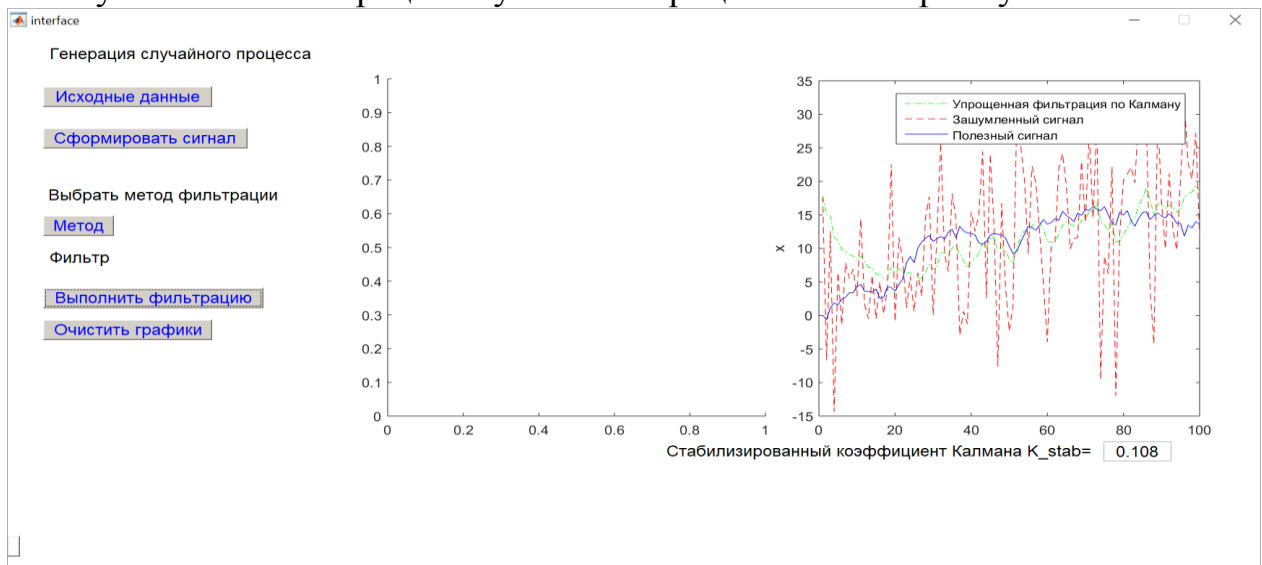 interface
Генерация случайного процесса
Исходные данные
Сформировать сигнал
Выбрать метод фильтрации
Метод
Фильтр
Выполнить фильтрацию
Очистить графики
1
0.9
0.8
0.7
0.6
0.5
0.4
0.3
0.2
0.1
0
0 0.2 0.4 0.6 0.8 1
35
30
25
20
15
10
5
0
-5
-10
-15
x
0 20 40 60 80 100
Упрощенная фильтрация по Калману
Зашумленный сигнал
Полезный сигнал
Стабилизированный коэффициент Калмана K_stab= 0.108